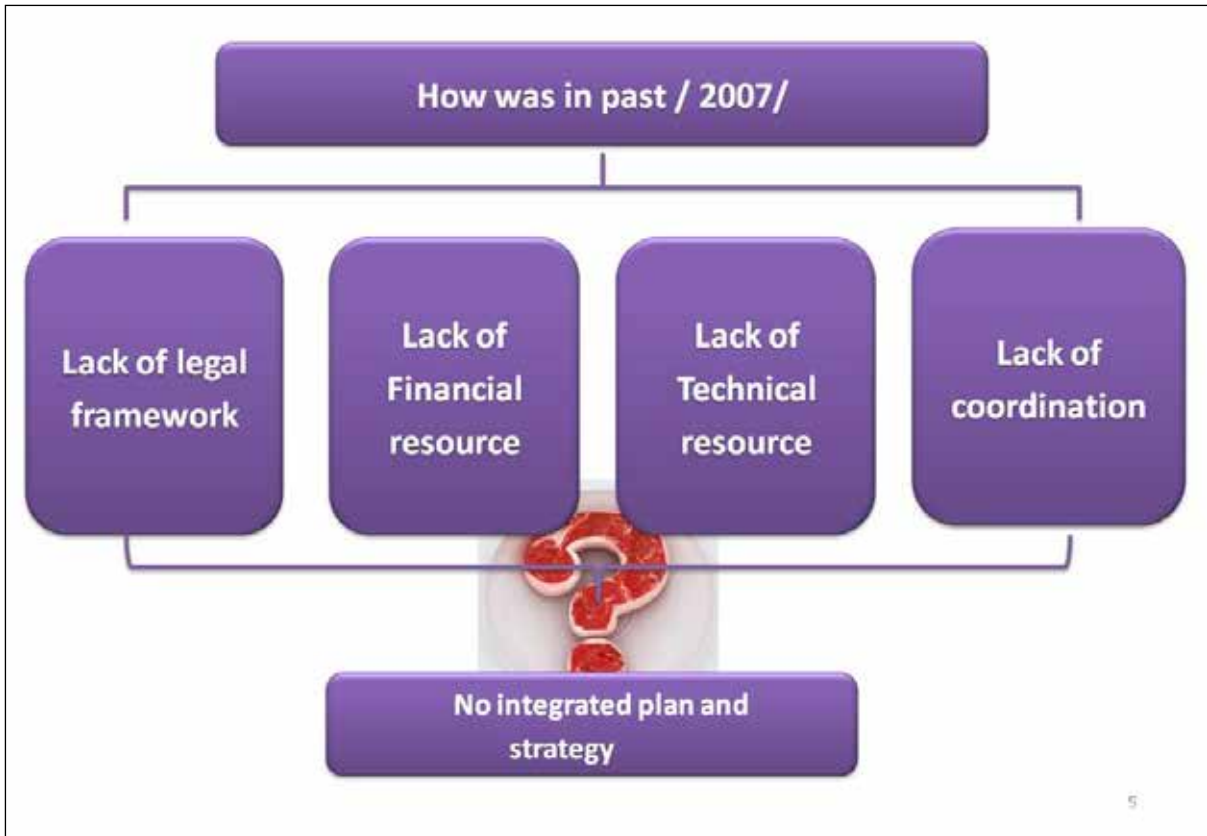 How was in past / 2007/
Lack of legal
framework
Lack of
Financial
resource
Lack of
Technical
resource
Lack of
coordination
No integrated plan and
strategy
5